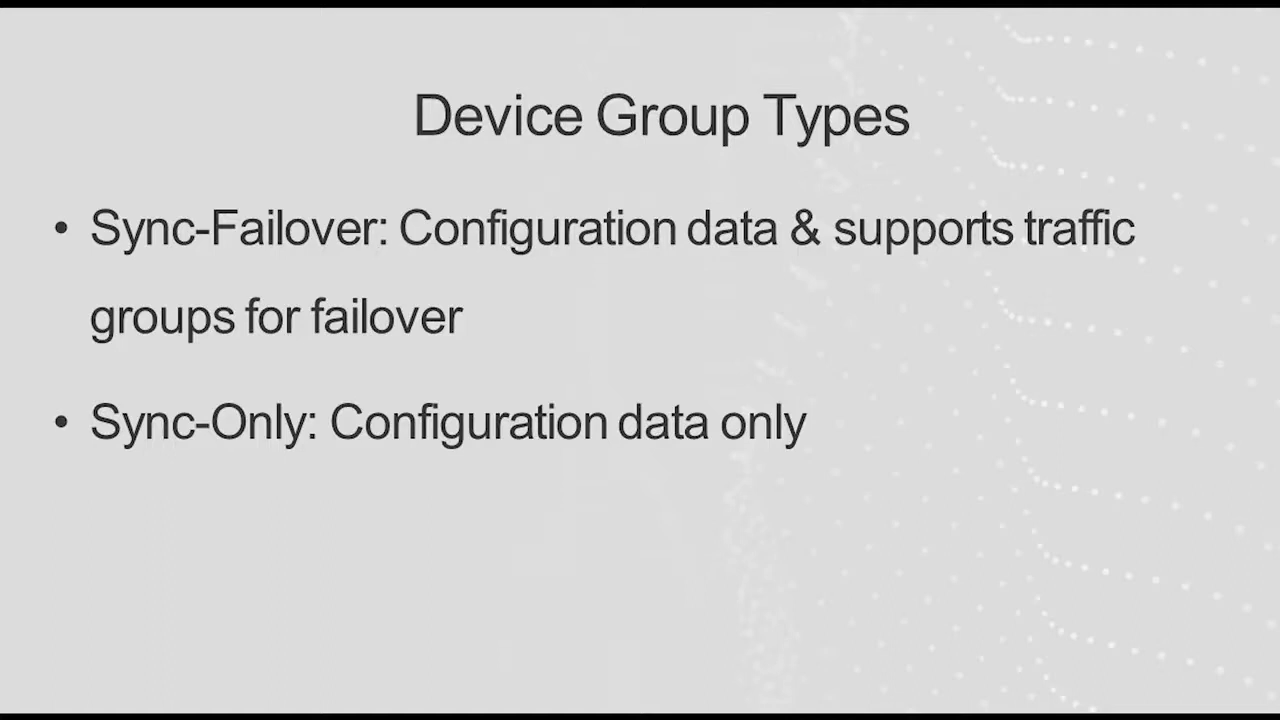 Device Group Types
• Sync-Failover: Configuration data & supports traffic
groups for failover
• Sync-Only: Configuration data only